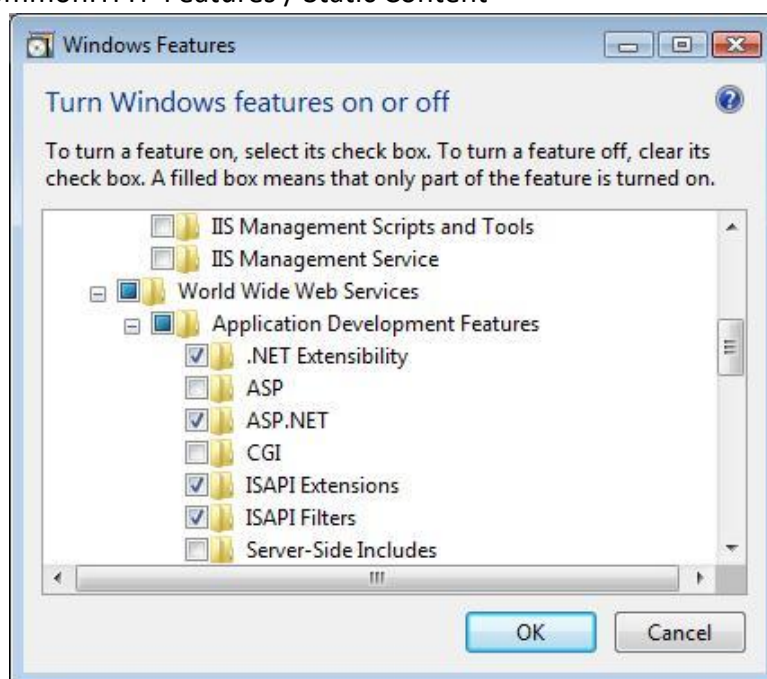 Features / Static Content
Windows Features
Turn Windows features on or off
To turn a feature on, select its check box. To turn a feature off, clear its
check box. A filled box means that only part of the feature is turned on.
IIS Management Scripts and Tools
IIS Management Service
World Wide Web Services
Application Development Features
.NET Extensibility
ASP
ASP.NET
CGI
ISAPI Extensions
ISAPI Filters
Server-Side Includes
OK
Cancel